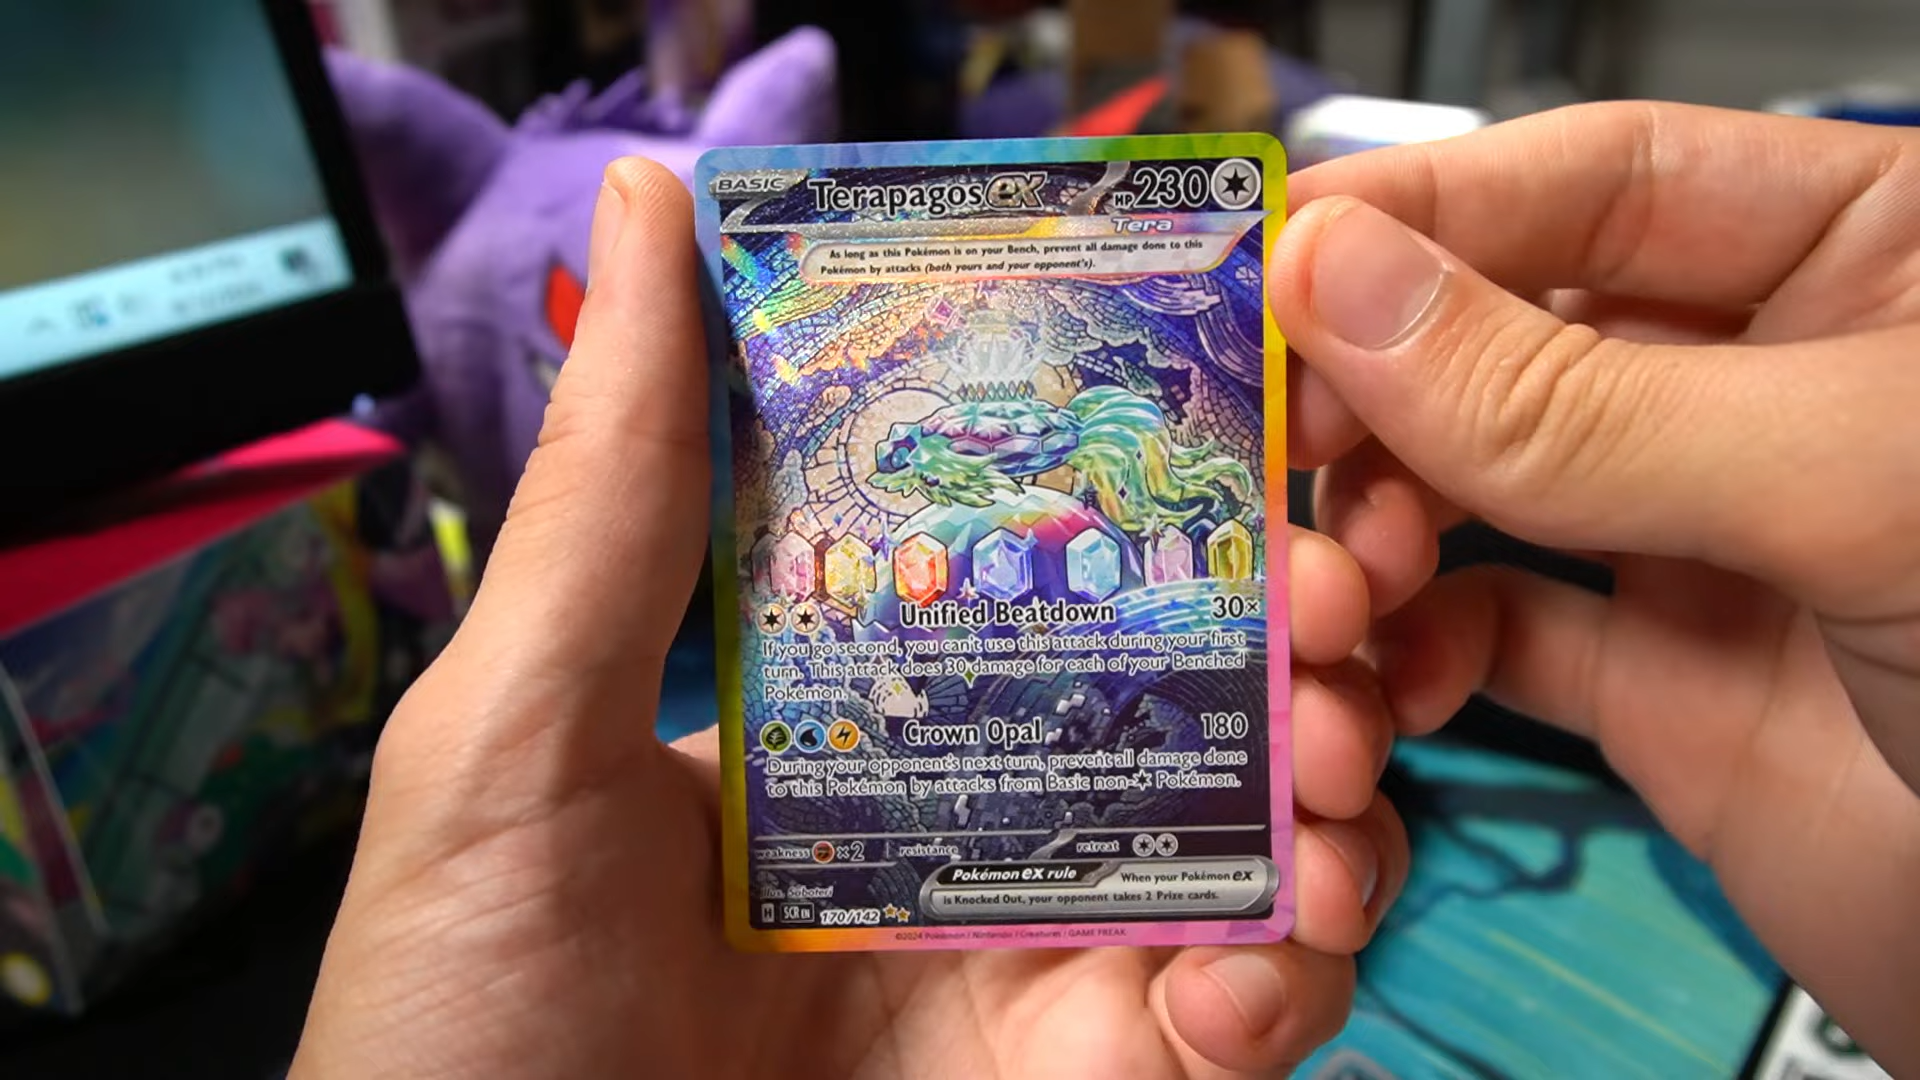 BASIC Terapagos ex HP 230
Tera
As long as this Pokémon is on your Bench, prevent all damage done to this
Pokémon by attacks (both yours and your opponent's).
Unified Beatdown 30×
If you go second, you can't use this attack during your first
turn. This attack does 30 damage for each of your Benched
Pokémon.
Crown Opal 180
During your opponent's next turn, prevent all damage done
to this Pokémon by attacks from Basic non- Pokémon.
weakness ×2 resistance retreat
Pokémon ex rule When your Pokémon ex
is Knocked Out, your opponent takes 2 Prize cards.
Illus. Saboteri
H SCR EN 170/142
©2024 Pokémon / Nintendo / Creatures / GAME FREAK